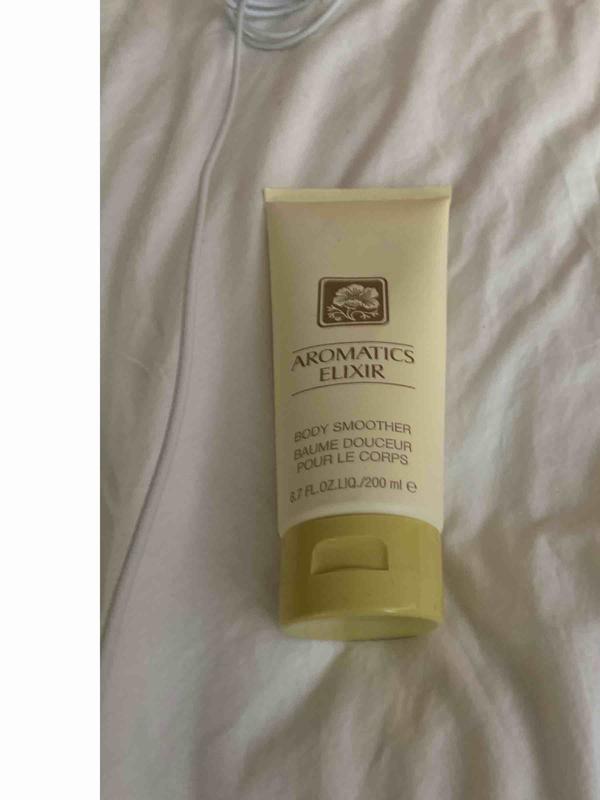 AROMATICS
ELIXIR
BODY SMOOTHER
BAUME DOUCEUR
POUR LE CORPS
6.7 FL.OZ.LIQ./200 ml ℮